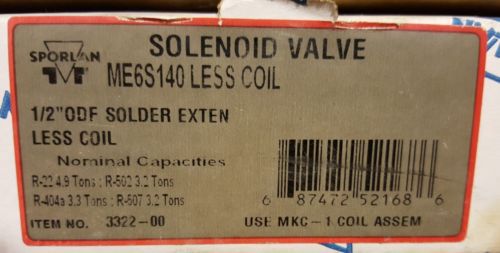 SPORLAN
SOLENOID VALVE
ME6S140 LESS COIL
1/2"ODF SOLDER EXTEN
LESS COIL
Nominal Capacities
R-22 4.9 Tons : R-502 3.2 Tons
R-404a 3.3 Tons : R-507 3.2 Tons
6 87472 52168 6
ITEM NO. 3322-00
USE MKC-1 COIL ASSEM